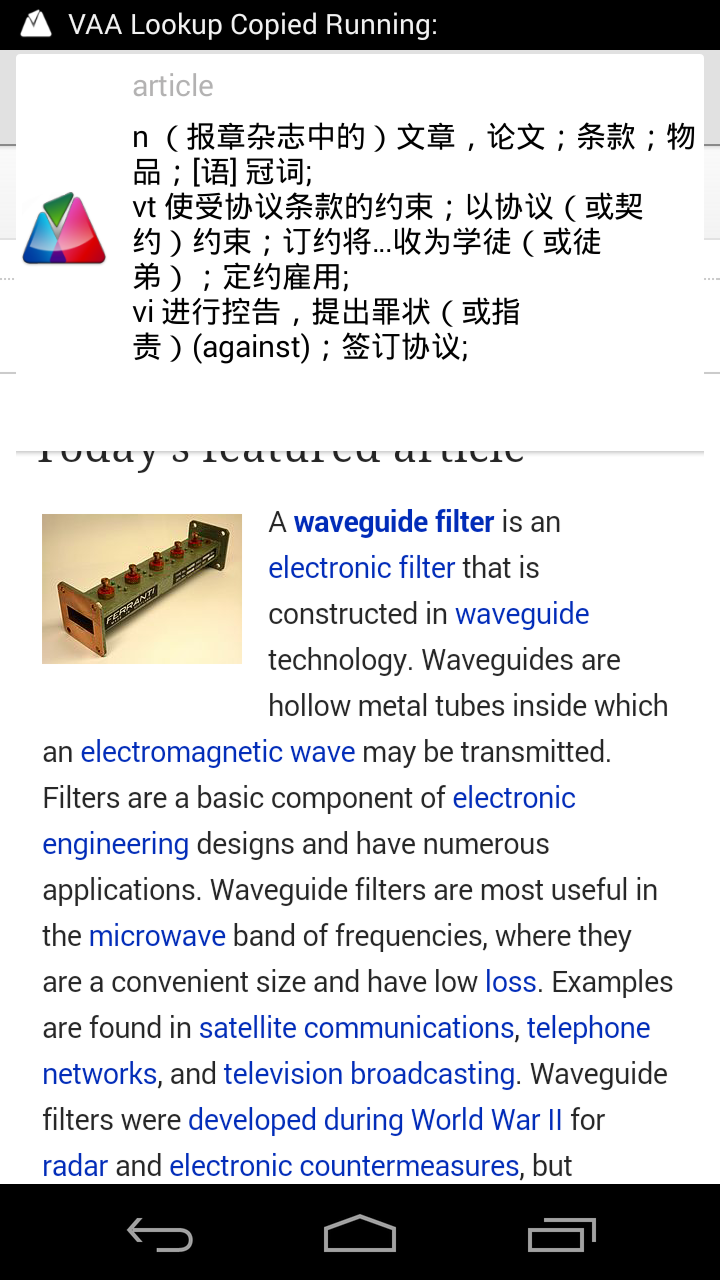 VAA Lookup Copied Running:
article
n （报章杂志中的）文章，论文；条款；物
品；[语] 冠词;
vt 使受协议条款的约束；以协议（或契
约）约束；订约将...收为学徒（或徒
弟）；定约雇用;
vi 进行控告，提出罪状（或指
责）(against)；签订协议;
Today's featured article
FERRANTI
A waveguide filter is an
electronic filter that is
constructed in waveguide
technology. Waveguides are
hollow metal tubes inside which
an electromagnetic wave may be transmitted.
Filters are a basic component of electronic
engineering designs and have numerous
applications. Waveguide filters are most useful in
the microwave band of frequencies, where they
are a convenient size and have low loss. Examples
are found in satellite communications, telephone
networks, and television broadcasting. Waveguide
filters were developed during World War II for
radar and electronic countermeasures, but